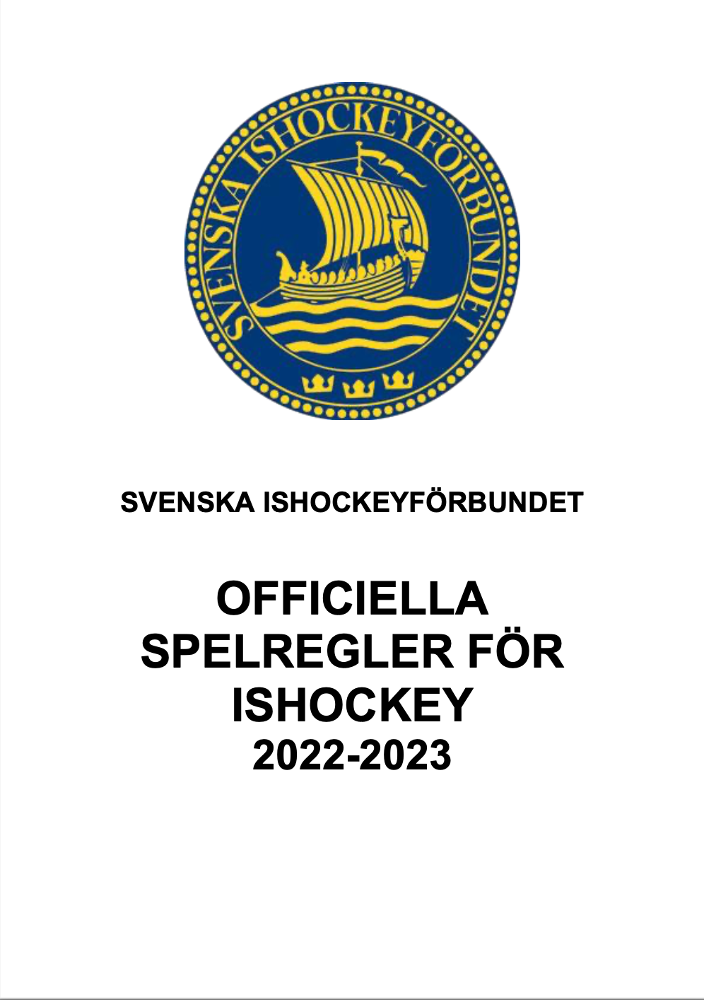 SVENSKA ISHOCKEYFÖRBUNDET
SVENSKA ISHOCKEYFÖRBUNDET
OFFICIELLA
SPELREGLER FÖR
ISHOCKEY
2022-2023